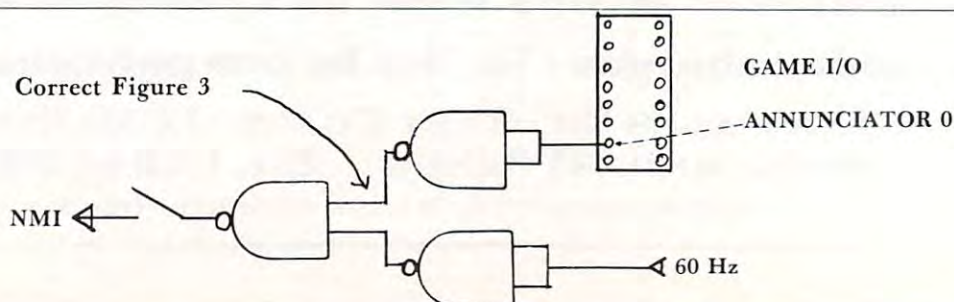 GAME I/O
Correct Figure 3
ANNUNCIATOR 0
NMI
60 Hz